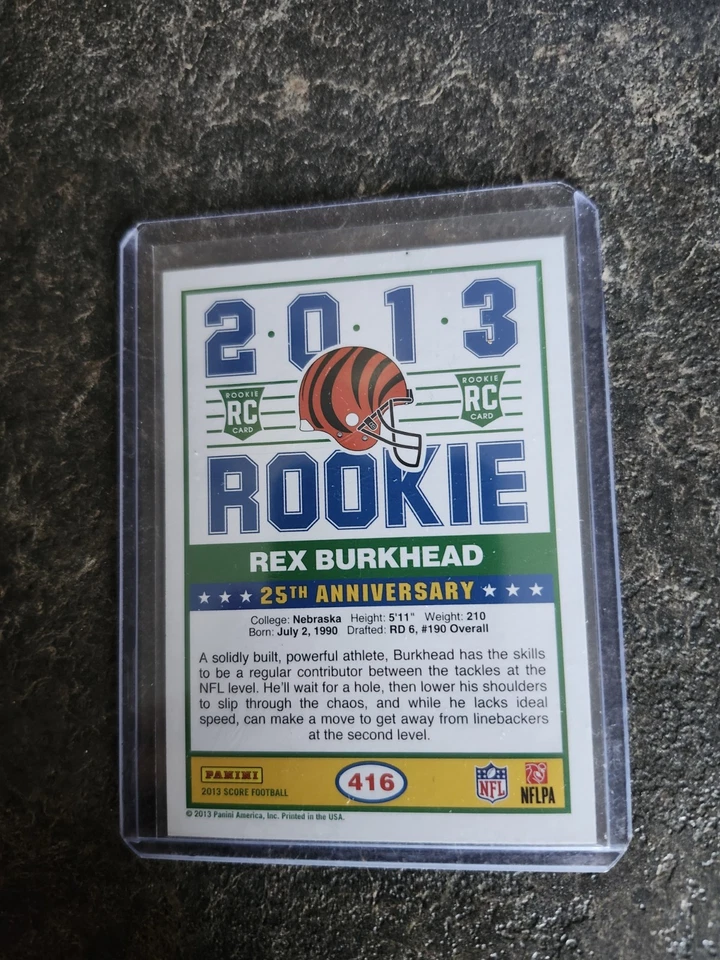 2·0·1·3
ROOKIE RC CARD
ROOKIE RC CARD
ROOKIE
REX BURKHEAD
★ ★ ★ 25TH ANNIVERSARY ★ ★ ★
College: Nebraska Height: 5'11" Weight: 210
Born: July 2, 1990 Drafted: RD 6, #190 Overall
A solidly built, powerful athlete, Burkhead has the skills
to be a regular contributor between the tackles at the
NFL level. He'll wait for a hole, then lower his shoulders
to slip through the chaos, and while he lacks ideal
speed, can make a move to get away from linebackers
at the second level.
PANINI
2013 SCORE FOOTBALL
416
NFL
NFLPA
© 2013 Panini America, Inc. Printed in the USA.